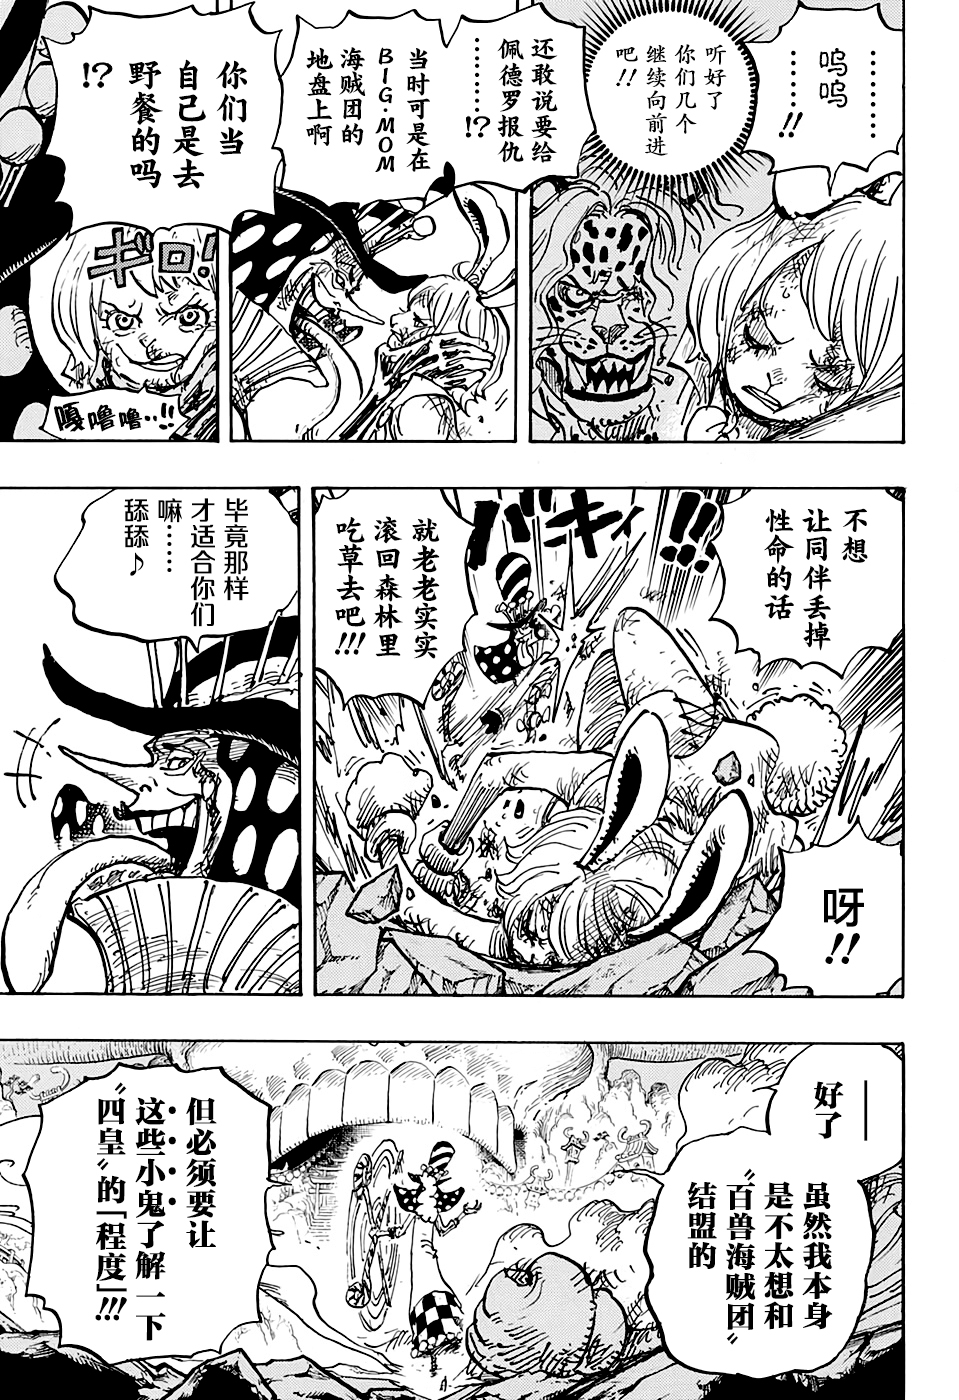 呜呜
………
!!
听好了
你们几个
继续向前进
吧!!
还敢说要给
佩德罗报仇
……!?
当时可是在
BIG·MOM
海贼团的
地盘上啊
你们当
自己是去
野餐的吗
!?
ギロ!
嘎噜噜··!!
不想
让同伴丢掉
性命的话
就老老实实
滚回森林里
吃草去吧!!!
バキィ!!
呀!!
毕竟那样
才适合你们
嘛……
舔舔♪
好了——
虽然我本身
是不太想和
“百兽海贼团”
结盟的
但必须要让
这些小鬼了解一下
“四皇”的「程度」!!!